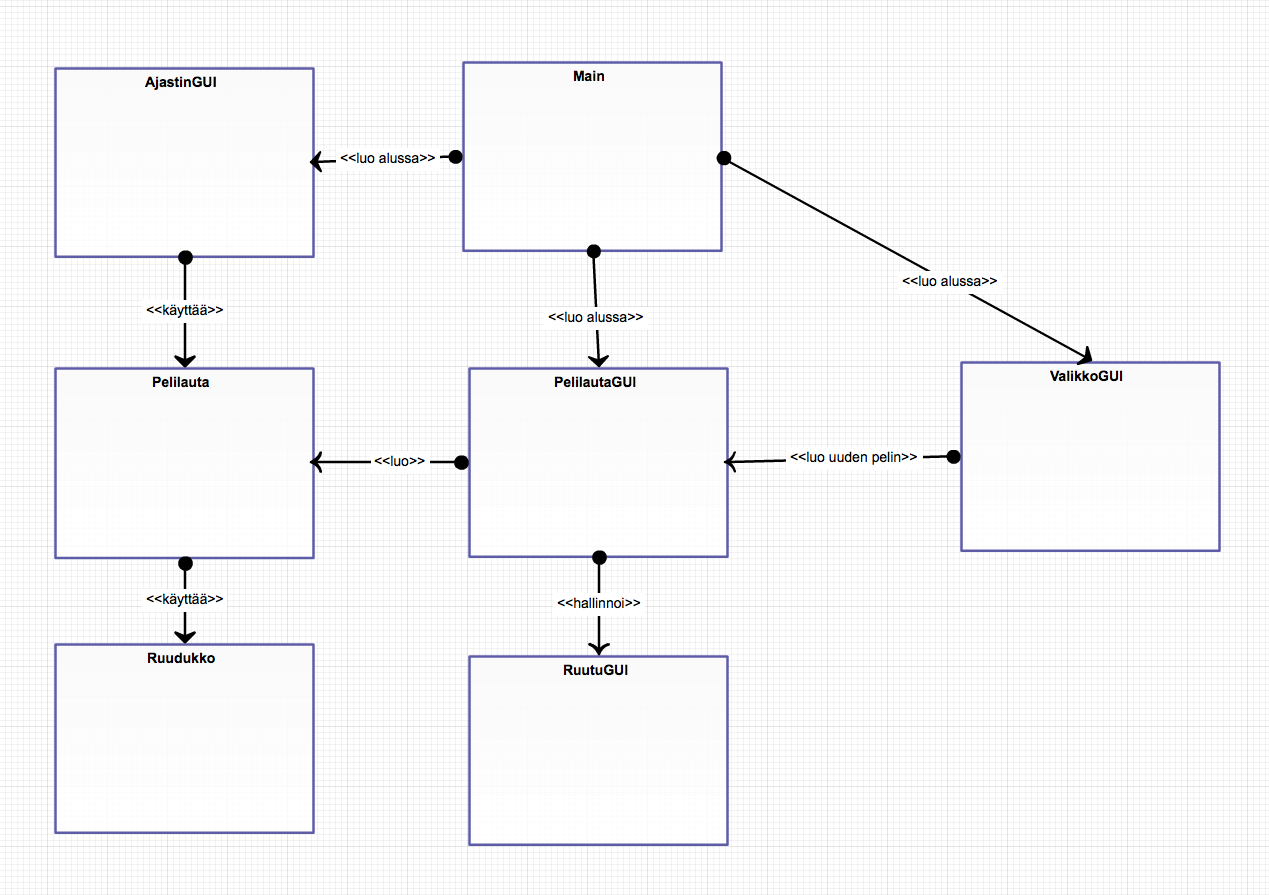 AjastinGUI
Main
<<luo alussa>>
<<luo alussa>>
<<käyttää>>
<<luo alussa>>
Pelilauta
PelilautaGUI
ValikkoGUI
<<luo>>
<<luo uuden pelin>>
<<käyttää>>
<<hallinnoi>>
Ruudukko
RuutuGUI